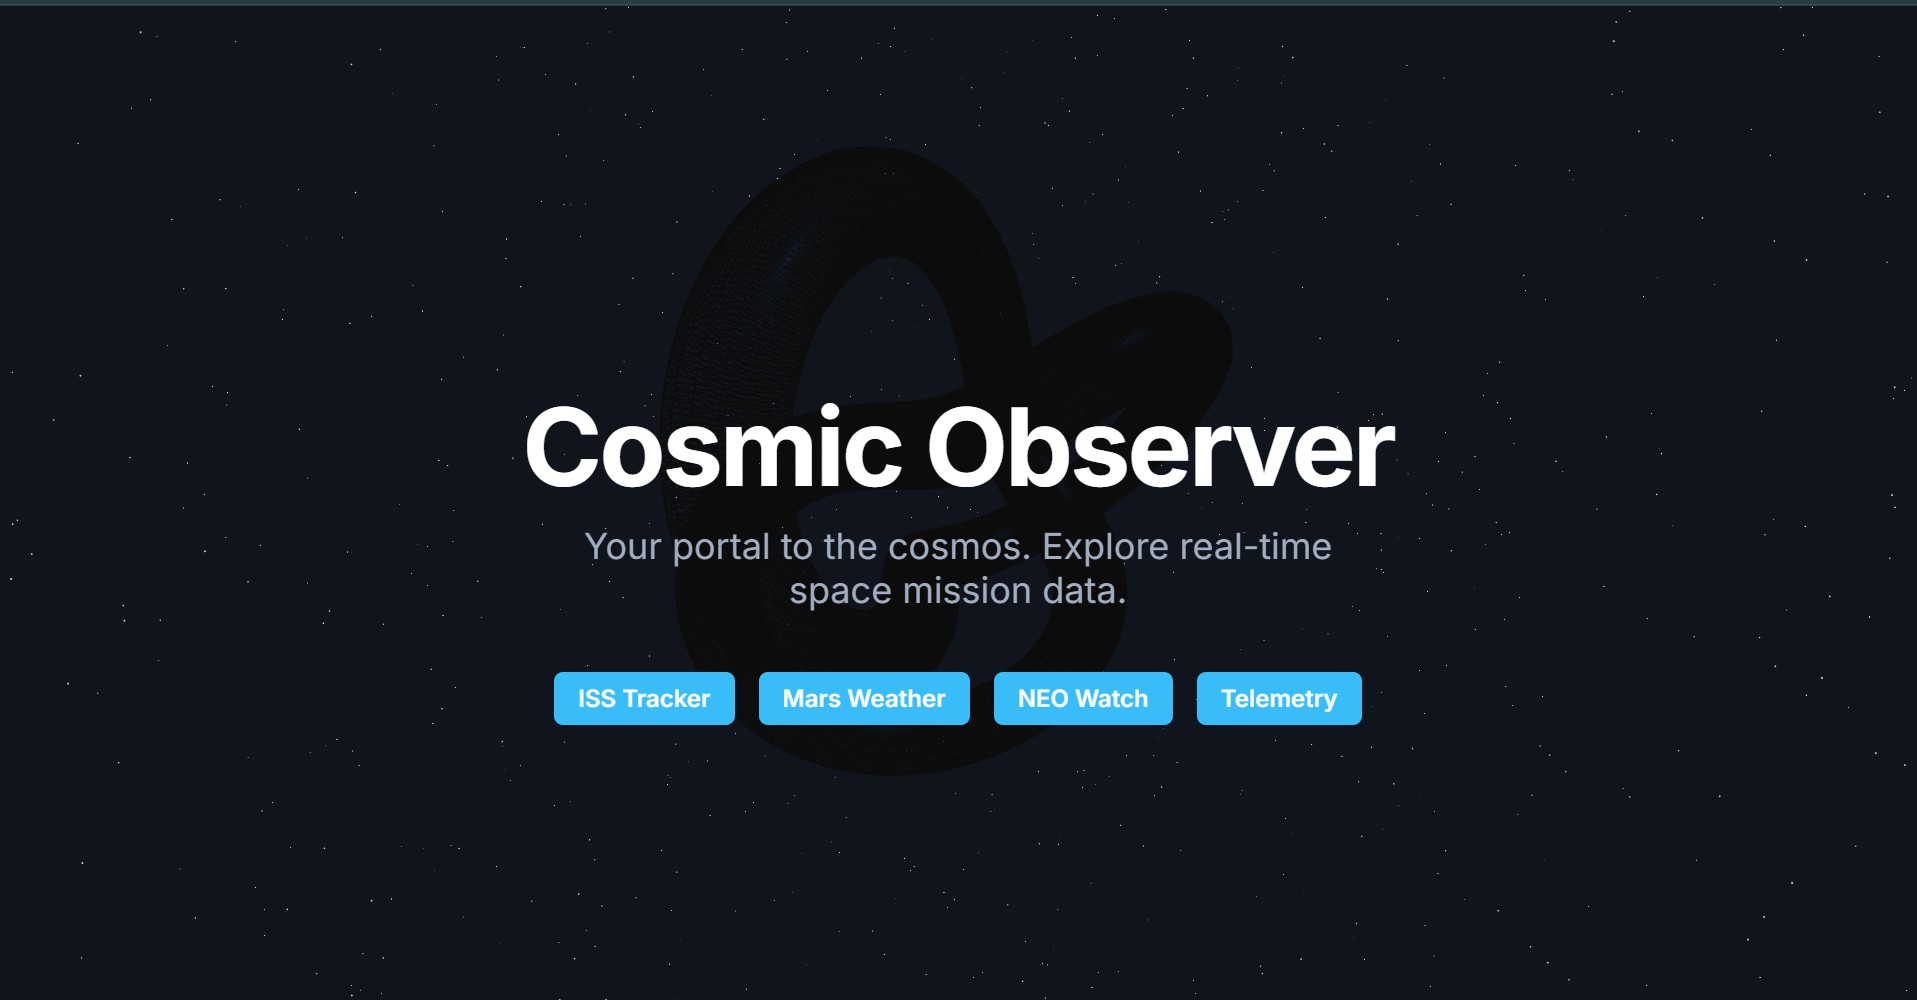 Cosmic Observer
Your portal to the cosmos. Explore real-time
space mission data.
ISS Tracker
Mars Weather
NEO Watch
Telemetry